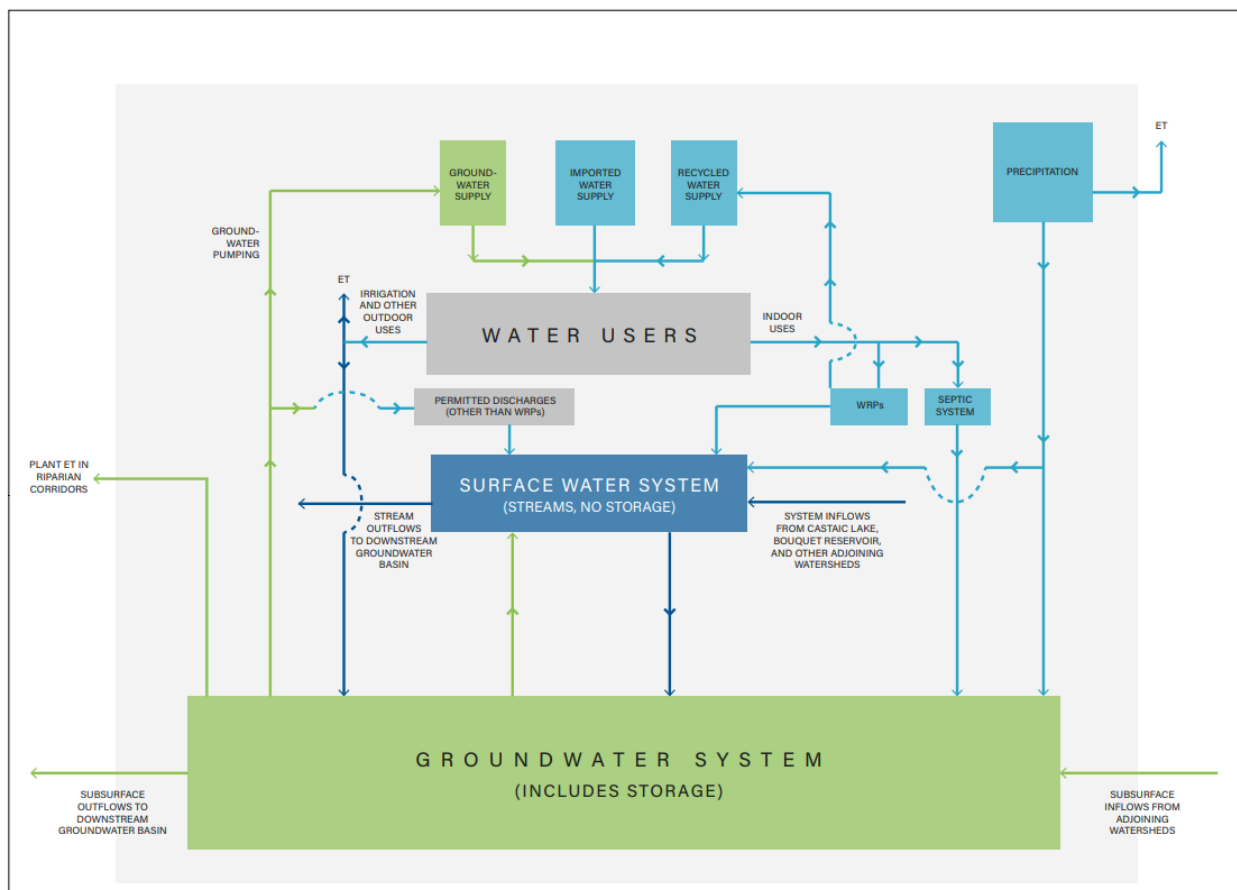 ET
GROUND-
WATER
SUPPLY
IMPORTED
WATER
SUPPLY
RECYCLED
WATER
SUPPLY
PRECIPITATION
GROUND-
WATER
PUMPING
ET
IRRIGATION
AND OTHER
OUTDOOR
USES
WATER USERS
INDOOR
USES
PERMITTED DISCHARGES
(OTHER THAN WRPs)
WRPs
SEPTIC
SYSTEM
PLANT ET IN
RIPARIAN
CORRIDORS
SURFACE WATER SYSTEM
(STREAMS, NO STORAGE)
STREAM
OUTFLOWS
TO DOWNSTREAM
GROUNDWATER
BASIN
SYSTEM INFLOWS
FROM CASTAIC LAKE,
BOUQUET RESERVOIR,
AND OTHER ADJOINING
WATERSHEDS
GROUNDWATER SYSTEM
(INCLUDES STORAGE)
SUBSURFACE
OUTFLOWS TO
DOWNSTREAM
GROUNDWATER BASIN
SUBSURFACE
INFLOWS FROM
ADJOINING
WATERSHEDS